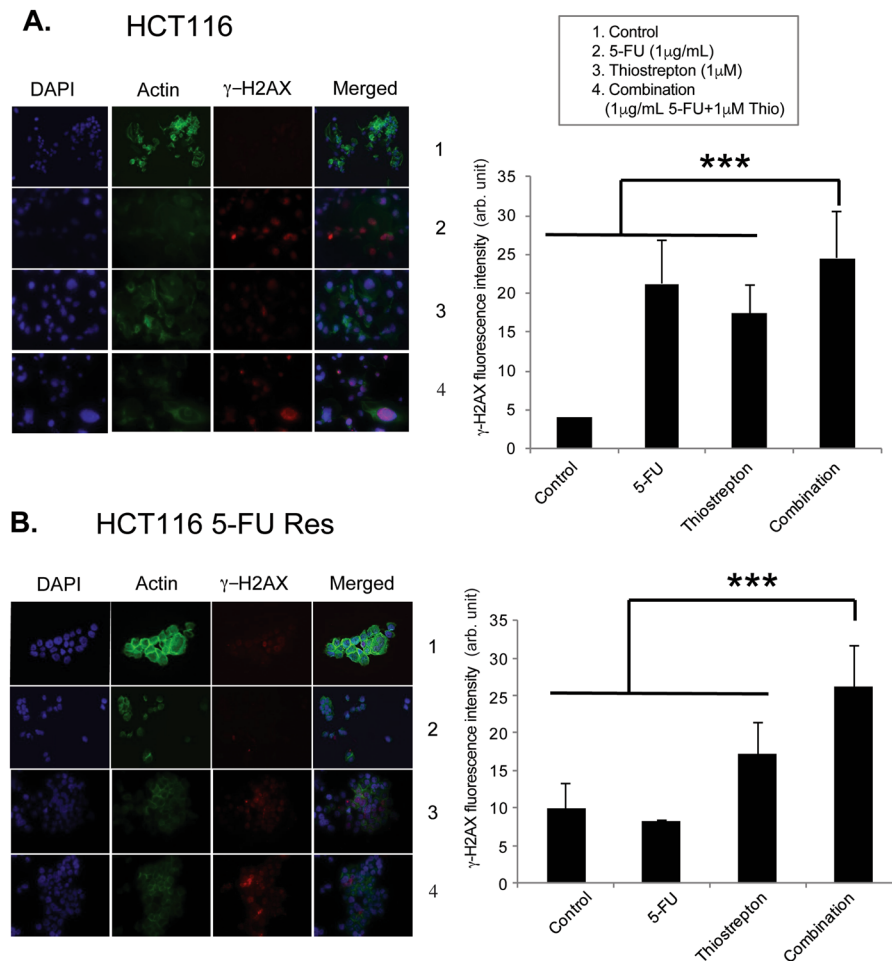 A.
HCT116
1. Control
2. 5-FU (1μg/mL)
3. Thiostrepton (1μM)
4. Combination
(1μg/mL 5-FU+1μM Thio)
DAPI Actin γ-H2AX Merged
1
2
3
4
γ-H2AX fluorescence intensity (arb. unit)
35
30
25
20
15
10
5
0
***
Control 5-FU Thiostrepton Combination
B.
HCT116 5-FU Res
DAPI Actin γ-H2AX Merged
1
2
3
4
γ-H2AX fluorescence intensity (arb. unit)
35
30
25
20
15
10
5
0
***
Control 5-FU Thiostrepton Combination